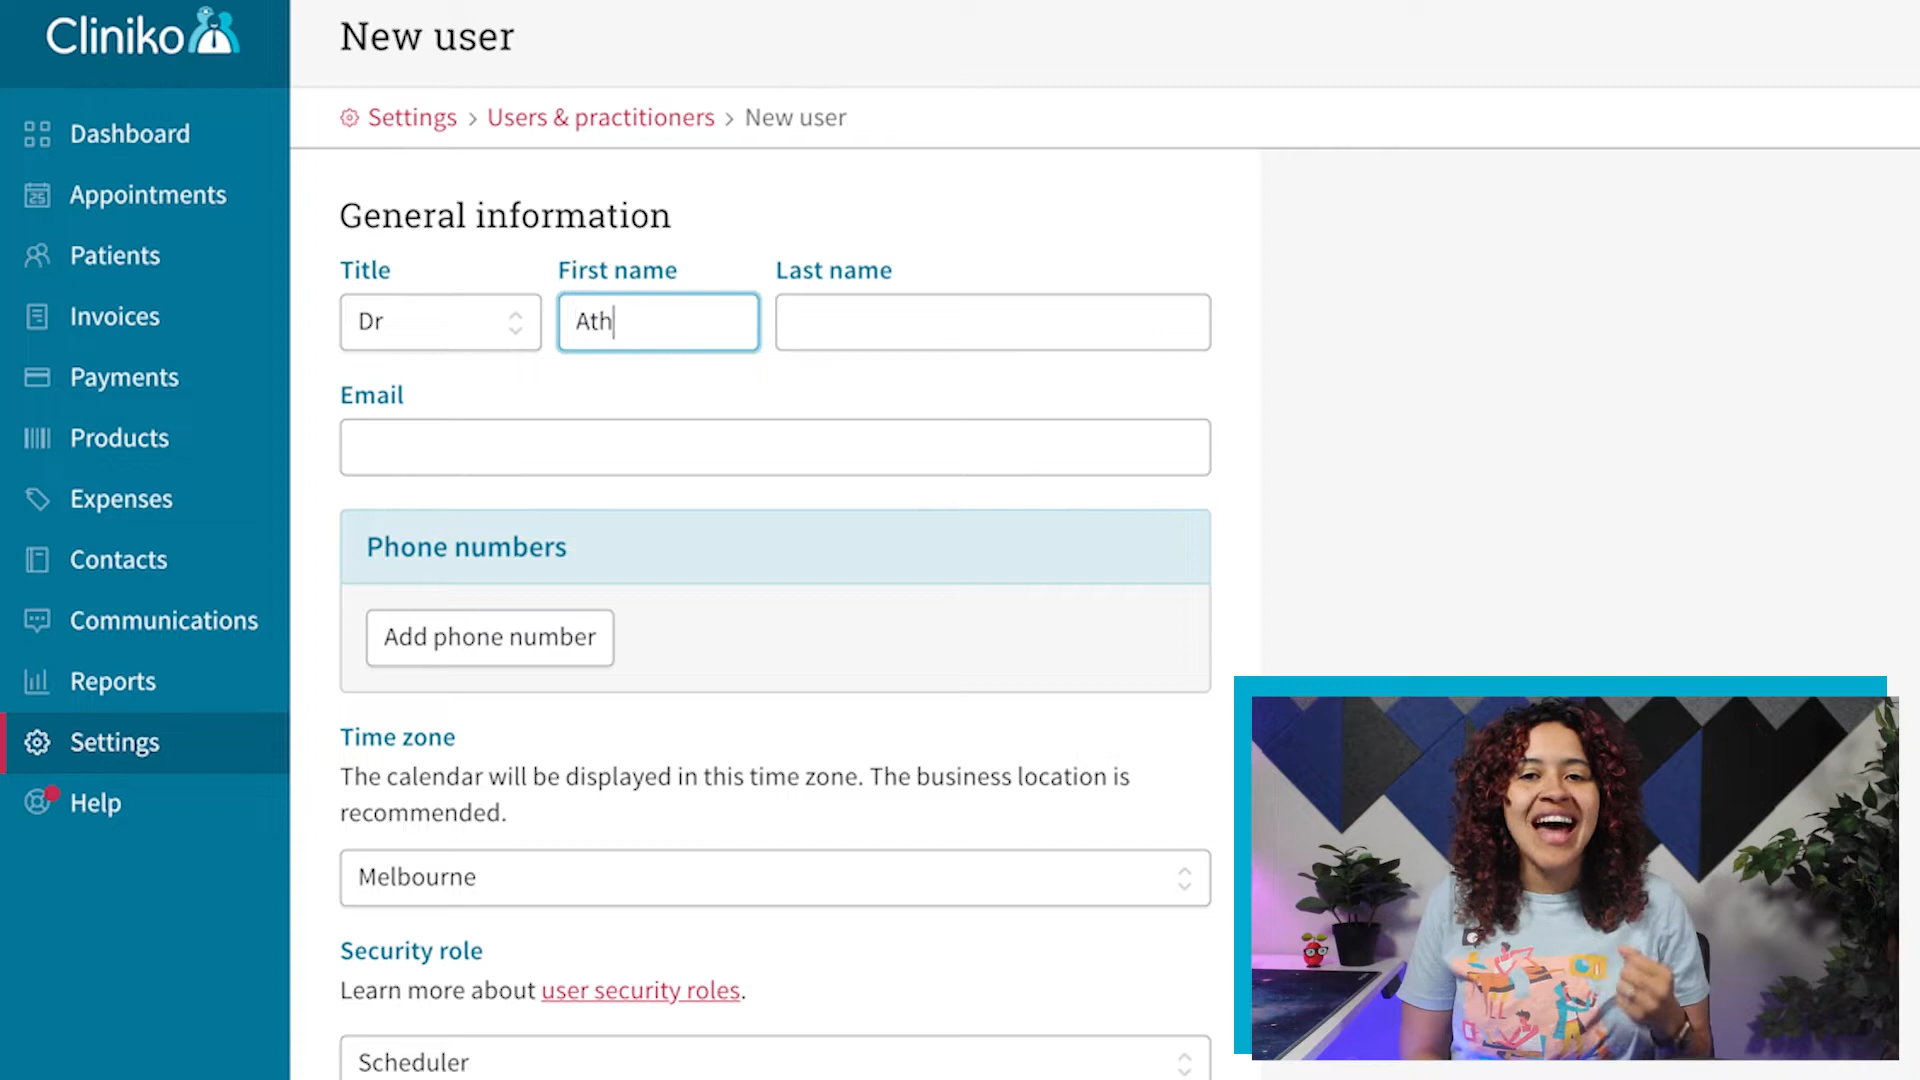 Cliniko
New user
Settings > Users & practitioners > New user
Dashboard
25
Appointments
Patients
Invoices
Payments
Products
Expenses
Contacts
Communications
Reports
Settings
Help
General information
Title First name Last name
Dr Ath
Email
Phone numbers
Add phone number
Time zone
The calendar will be displayed in this time zone. The business location is
recommended.
Melbourne
Security role
Learn more about user security roles.
Scheduler